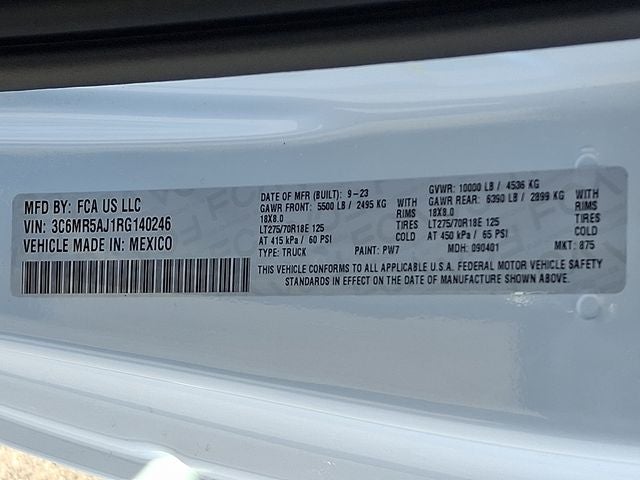 MFD BY: FCA US LLC
VIN: 3C6MR5AJ1RG140246
VEHICLE MADE IN: MEXICO
DATE OF MFR (BUILT): 9-23
GAWR FRONT: 5500 LB / 2495 KG WITH
18X8.0 RIMS
LT275/70R18E 125 TIRES
AT 415 kPa / 60 PSI COLD
TYPE: TRUCK PAINT: PW7
GVWR: 10000 LB / 4536 KG
GAWR REAR: 6390 LB / 2899 KG WITH
18X8.0 RIMS
LT275/70R18E 125 TIRES
AT 450 kPa / 65 PSI COLD
MDH: 090401 MKT: 875
THIS VEHICLE CONFORMS TO ALL APPLICABLE U.S.A. FEDERAL MOTOR VEHICLE SAFETY
STANDARDS IN EFFECT ON THE DATE OF MANUFACTURE SHOWN ABOVE.